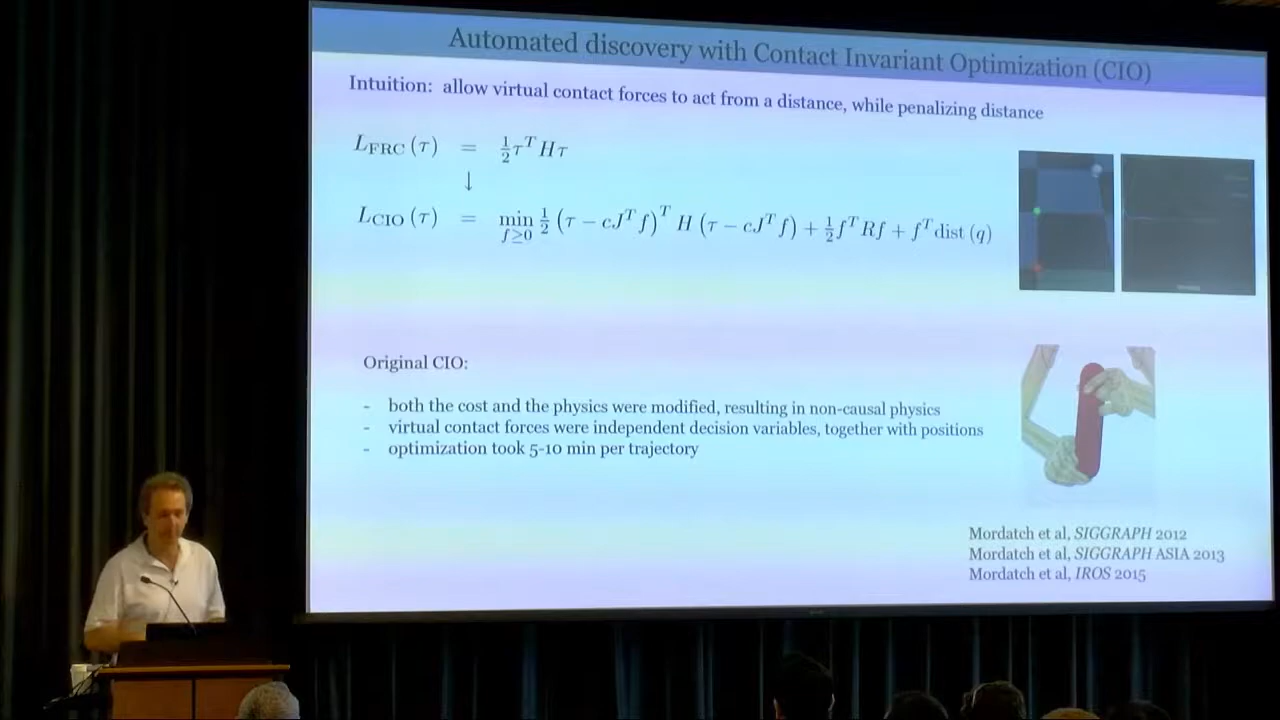 Automated discovery with Contact Invariant Optimization (CIO)
Intuition: allow virtual contact forces to act from a distance, while penalizing distance
L_FRC (τ) = ½ τ^T Hτ
↓
L_CIO (τ) = min_{f≥0} ½ (τ − cJ^T f)^T H (τ − cJ^T f) + ½ f^T Rf + f^T dist (q)
Original CIO:
- both the cost and the physics were modified, resulting in non-causal physics
- virtual contact forces were independent decision variables, together with positions
- optimization took 5-10 min per trajectory
Mordatch et al, SIGGRAPH 2012
Mordatch et al, SIGGRAPH ASIA 2013
Mordatch et al, IROS 2015